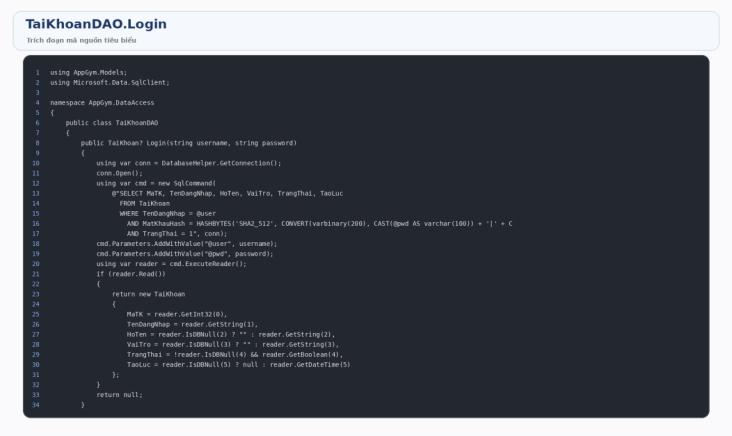 TaiKhoanDAO.Login
Trích đoạn mã nguồn tiêu biểu
1 using AppGym.Models;
2 using Microsoft.Data.SqlClient;
3
4 namespace AppGym.DataAccess
5 {
6     public class TaiKhoanDAO
7     {
8         public TaiKhoan? Login(string username, string password)
9         {
10             using var conn = DatabaseHelper.GetConnection();
11             conn.Open();
12             using var cmd = new SqlCommand(
13                 @"SELECT MaTK, TenDangNhap, HoTen, VaiTro, TrangThai, TaoLuc
14                   FROM TaiKhoan
15                   WHERE TenDangNhap = @user
16                     AND MatKhauHash = HASHBYTES('SHA2_512', CONVERT(varbinary(200), CAST(@pwd AS varchar(100)) + '|' + C
17                     AND TrangThai = 1", conn);
18             cmd.Parameters.AddWithValue("@user", username);
19             cmd.Parameters.AddWithValue("@pwd", password);
20             using var reader = cmd.ExecuteReader();
21             if (reader.Read())
22             {
23                 return new TaiKhoan
24                 {
25                     MaTK = reader.GetInt32(0),
26                     TenDangNhap = reader.GetString(1),
27                     HoTen = reader.IsDBNull(2) ? "" : reader.GetString(2),
28                     VaiTro = reader.IsDBNull(3) ? "" : reader.GetString(3),
29                     TrangThai = !reader.IsDBNull(4) && reader.GetBoolean(4),
30                     TaoLuc = reader.IsDBNull(5) ? null : reader.GetDateTime(5)
31                 };
32             }
33             return null;
34         }